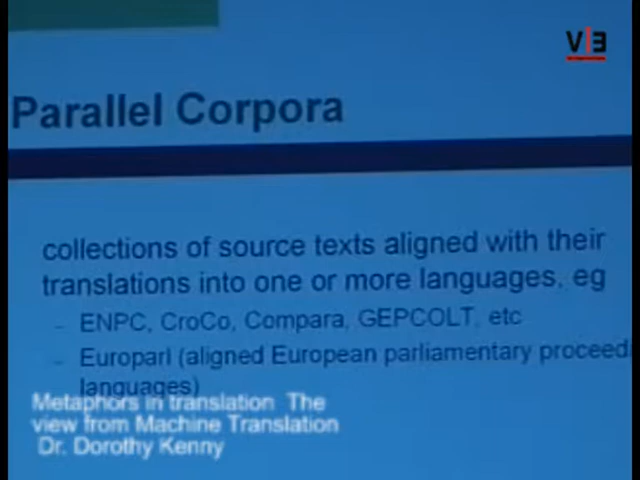 V|3
Parallel Corpora
collections of source texts aligned with their
translations into one or more languages, eg
- ENPC, CroCo, Compara, GEPCOLT, etc
- Europarl (aligned European parliamentary proceed
languages)
Metaphors in translation The
view from Machine Translation
Dr. Dorothy Kenny